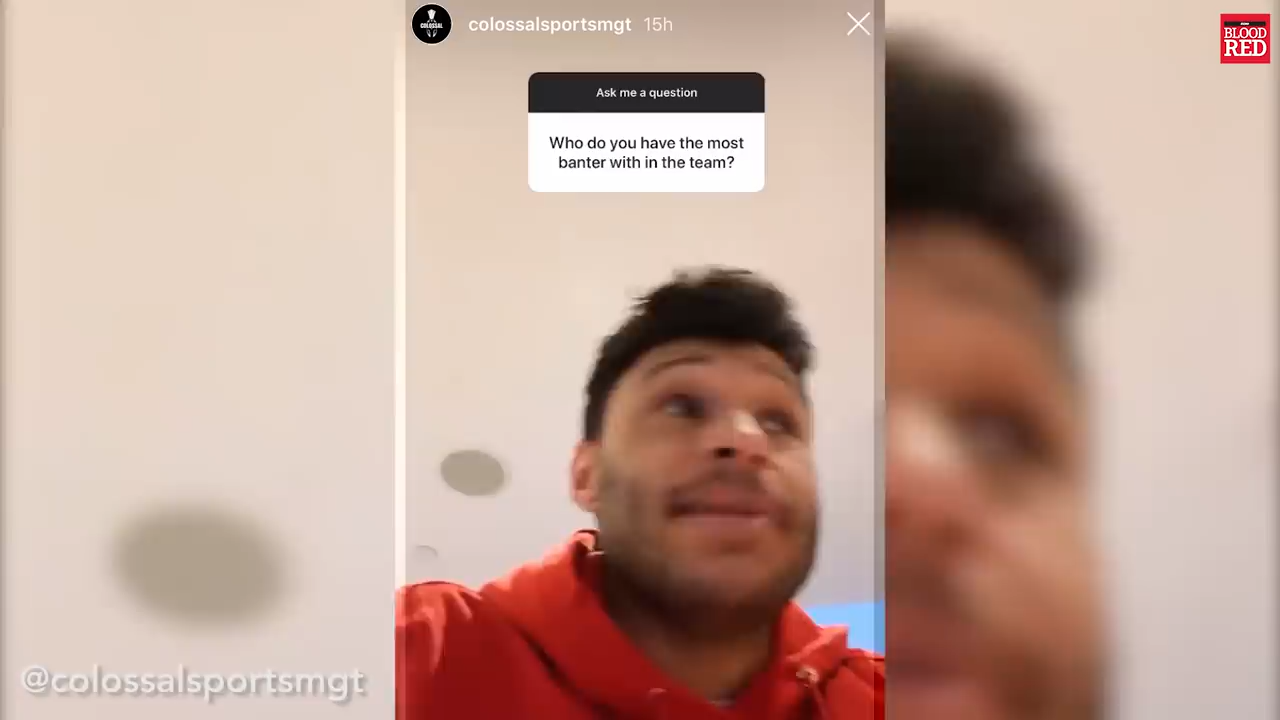 COLOSSAL
colossalsportsmgt 15h
BLOOD
RED
Ask me a question
Who do you have the most
banter with in the team?
@colossalsportsmgt